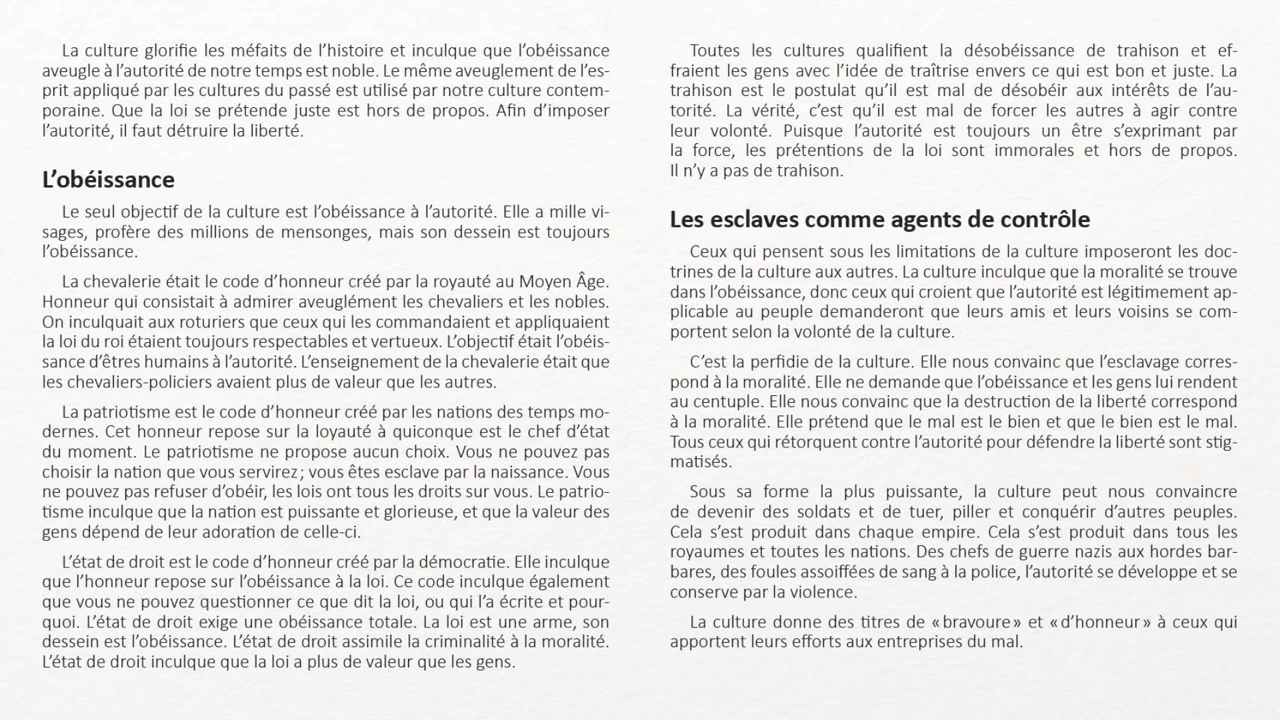 La culture glorifie les méfaits de l’histoire et inculque que l’obéissance
aveugle à l’autorité de notre temps est noble. Le même aveuglement de l’es-
prit appliqué par les cultures du passé est utilisé par notre culture contem-
poraine. Que la loi se prétende juste est hors de propos. Afin d’imposer
l’autorité, il faut détruire la liberté.
L’obéissance
Le seul objectif de la culture est l’obéissance à l’autorité. Elle a mille vi-
sages, profère des millions de mensonges, mais son dessein est toujours
l’obéissance.
La chevalerie était le code d’honneur créé par la royauté au Moyen Âge.
Honneur qui consistait à admirer aveuglément les chevaliers et les nobles.
On inculquait aux roturiers que ceux qui les commandaient et appliquaient
la loi du roi étaient toujours respectables et vertueux. L’objectif était l’obéis-
sance d’êtres humains à l’autorité. L’enseignement de la chevalerie était que
les chevaliers-policiers avaient plus de valeur que les autres.
La patriotisme est le code d’honneur créé par les nations des temps mo-
dernes. Cet honneur repose sur la loyauté à quiconque est le chef d’état
du moment. Le patriotisme ne propose aucun choix. Vous ne pouvez pas
choisir la nation que vous servirez ; vous êtes esclave par la naissance. Vous
ne pouvez pas refuser d’obéir, les lois ont tous les droits sur vous. Le patrio-
tisme inculque que la nation est puissante et glorieuse, et que la valeur des
gens dépend de leur adoration de celle-ci.
L’état de droit est le code d’honneur créé par la démocratie. Elle inculque
que l’honneur repose sur l’obéissance à la loi. Ce code inculque également
que vous ne pouvez questionner ce que dit la loi, ou qui l’a écrite et pour-
quoi. L’état de droit exige une obéissance totale. La loi est une arme, son
dessein est l’obéissance. L’état de droit assimile la criminalité à la moralité.
L’état de droit inculque que la loi a plus de valeur que les gens.
Toutes les cultures qualifient la désobéissance de trahison et ef-
fraient les gens avec l’idée de traîtrise envers ce qui est bon et juste. La
trahison est le postulat qu’il est mal de désobéir aux intérêts de l’au-
torité. La vérité, c’est qu’il est mal de forcer les autres à agir contre
leur volonté. Puisque l’autorité est toujours un être s’exprimant par
la force, les prétentions de la loi sont immorales et hors de propos.
Il n’y a pas de trahison.
Les esclaves comme agents de contrôle
Ceux qui pensent sous les limitations de la culture imposeront les doc-
trines de la culture aux autres. La culture inculque que la moralité se trouve
dans l’obéissance, donc ceux qui croient que l’autorité est légitimement ap-
plicable au peuple demanderont que leurs amis et leurs voisins se com-
portent selon la volonté de la culture.
C’est la perfidie de la culture. Elle nous convainc que l’esclavage corres-
pond à la moralité. Elle ne demande que l’obéissance et les gens lui rendent
au centuple. Elle nous convainc que la destruction de la liberté correspond
à la moralité. Elle prétend que le mal est le bien et que le bien est le mal.
Tous ceux qui rétorquent contre l’autorité pour défendre la liberté sont stig-
matisés.
Sous sa forme la plus puissante, la culture peut nous convaincre
de devenir des soldats et de tuer, piller et conquérir d’autres peuples.
Cela s’est produit dans chaque empire. Cela s’est produit dans tous les
royaumes et toutes les nations. Des chefs de guerre nazis aux hordes bar-
bares, des foules assoiffées de sang à la police, l’autorité se développe et se
conserve par la violence.
La culture donne des titres de « bravoure » et « d’honneur » à ceux qui
apportent leurs efforts aux entreprises du mal.